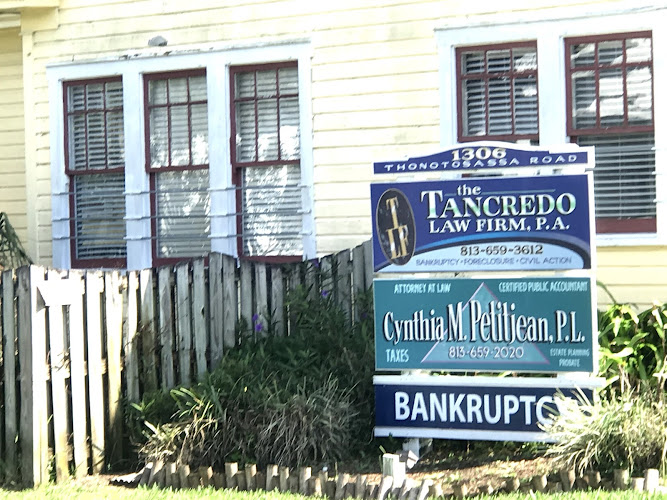 1306
THONOTOSASSA ROAD
TLF
the
TANCREDO
LAW FIRM, P.A.
813-659-3612
BANKRUPTCY • FORECLOSURE • CIVIL ACTION
ATTORNEY AT LAW CERTIFIED PUBLIC ACCOUNTANT
Cynthia M. Petitjean, P.L.
TAXES 813-659-2020 ESTATE PLANNING
PROBATE
BANKRUPTCY